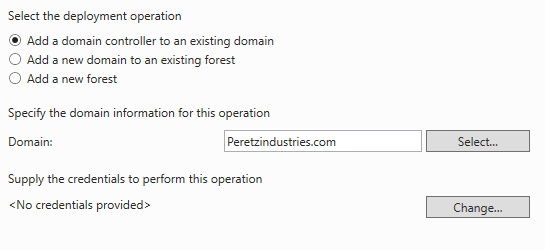 Select the deployment operation
Add a domain controller to an existing domain
Add a new domain to an existing forest
Add a new forest
Specify the domain information for this operation
Domain: Peretzindustries.com Select...
Supply the credentials to perform this operation
<No credentials provided> Change...